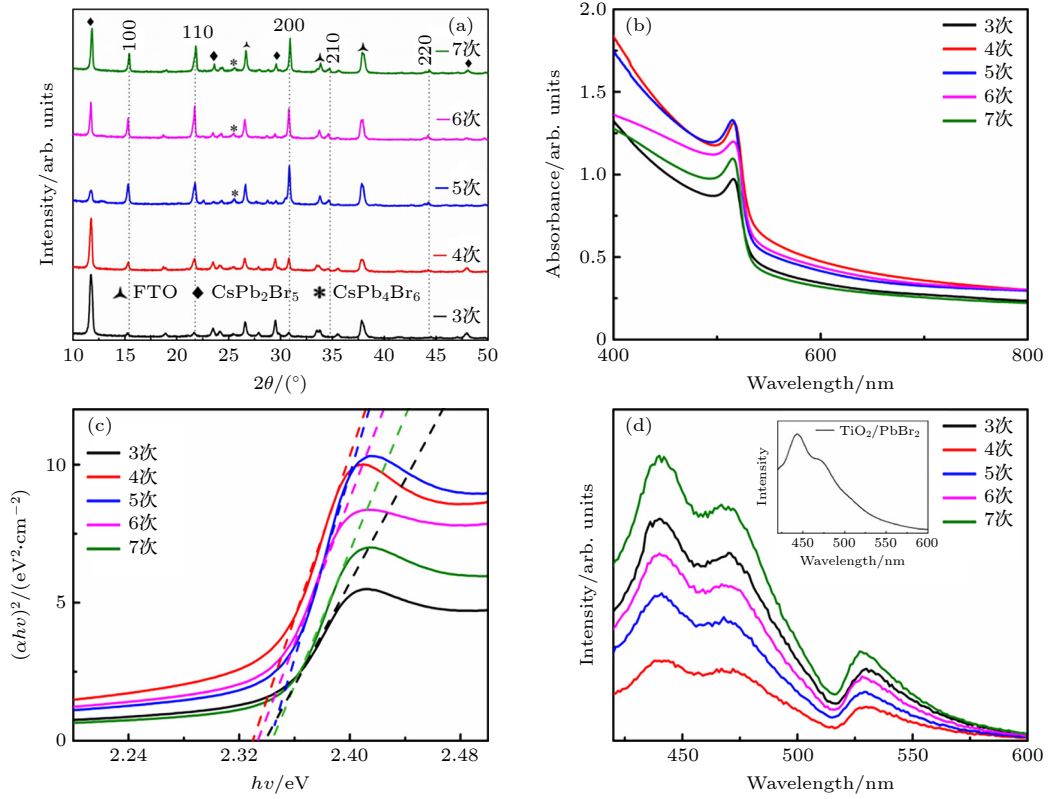 (a)
100
110
200
210
220
7次
6次
5次
4次
3次
FTO
CsPb₂Br₅
CsPb₄Br₆
Intensity/arb. units
10 15 20 25 30 35 40 45 50
2θ/(°)
(b)
3次
4次
5次
6次
7次
Absorbance/arb. units
2.0
1.5
1.0
0.5
0
400 600 800
Wavelength/nm
(c)
3次
4次
5次
6次
7次
(αhν)²/(eV²·cm⁻²)
10
5
0
2.24 2.32 2.40 2.48
hν/eV
(d)
3次
4次
5次
6次
7次
TiO₂/PbBr₂
Intensity
450 500 550 600
Wavelength/nm
Intensity/arb. units
450 500 550 600
Wavelength/nm